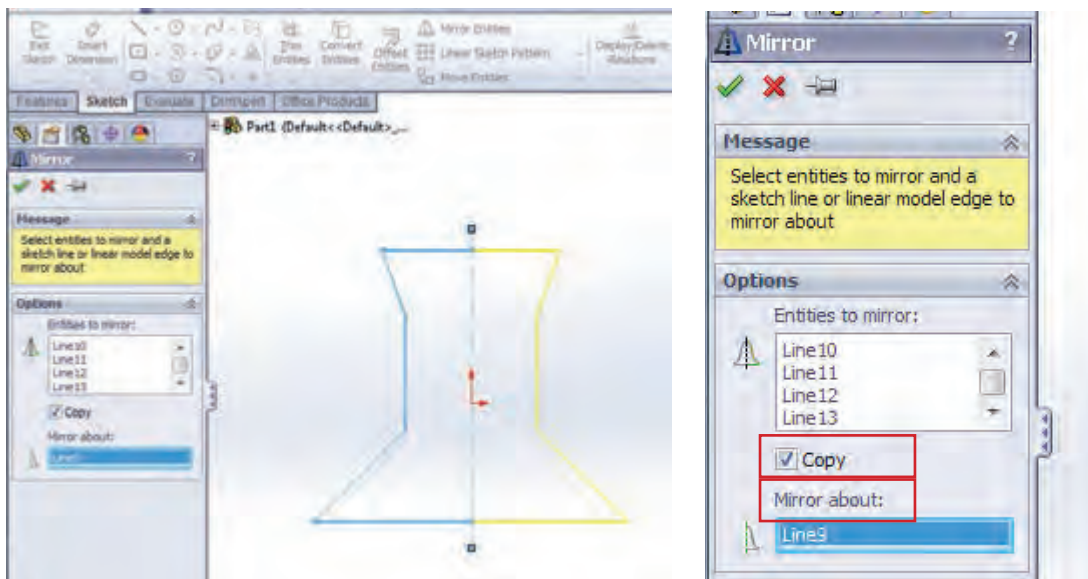 Mirror Entities
Exit Sketch
Smart Dimension
Trim Entities
Convert Entities
Offset Entities
Linear Sketch Pattern
Display/Delete Relations
Move Entities
Features Sketch Evaluate DimXpert Office Products
Part1 (Default<<Default>_...
Mirror ?
Message
Select entities to mirror and a
sketch line or linear model edge to
mirror about
Options
Entities to mirror:
Line10
Line11
Line12
Line13
Copy
Mirror about:
Mirror ?
Message
Select entities to mirror and a
sketch line or linear model edge to
mirror about
Options
Entities to mirror:
Line10
Line11
Line12
Line13
Copy
Mirror about:
Line9